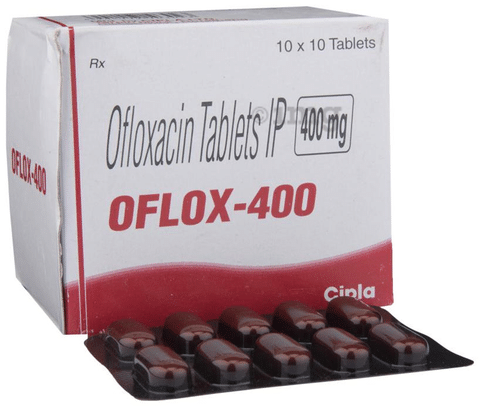 10 x 10 Tablets
Rx
Ofloxacin Tablets IP 400 mg
OFLOX-400
OFLOX-400
Cipla